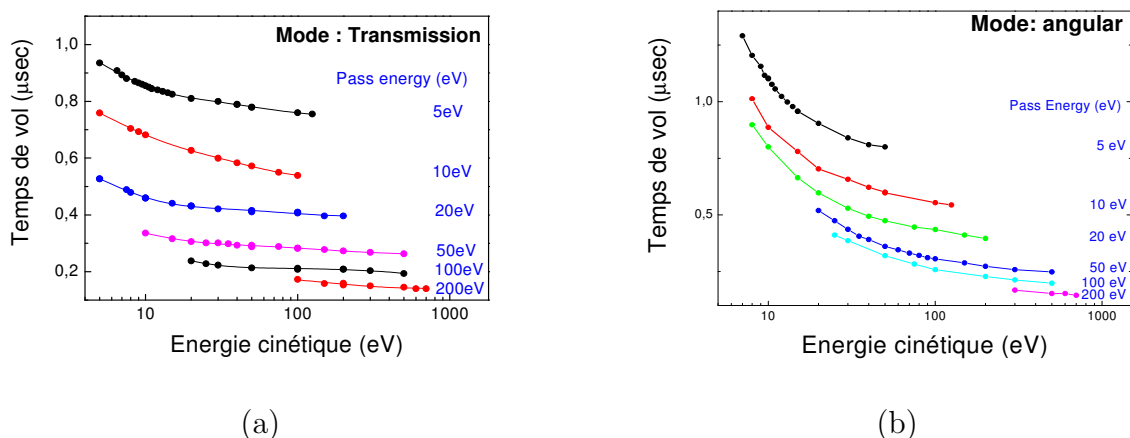 Mode : Transmission
Pass energy (eV)
5eV
10eV
20eV
50eV
100eV
200eV
1,0
0,8
0,6
0,4
0,2
10
100
1000
Temps de vol (μsec)
Energie cinétique (eV)
(a)
Mode: angular
Pass Energy (eV)
5 eV
10 eV
20 eV
50 eV
100 eV
200 eV
1,0
0,5
10
100
1000
Temps de vol (μsec)
Energie cinétique (eV)
(b)